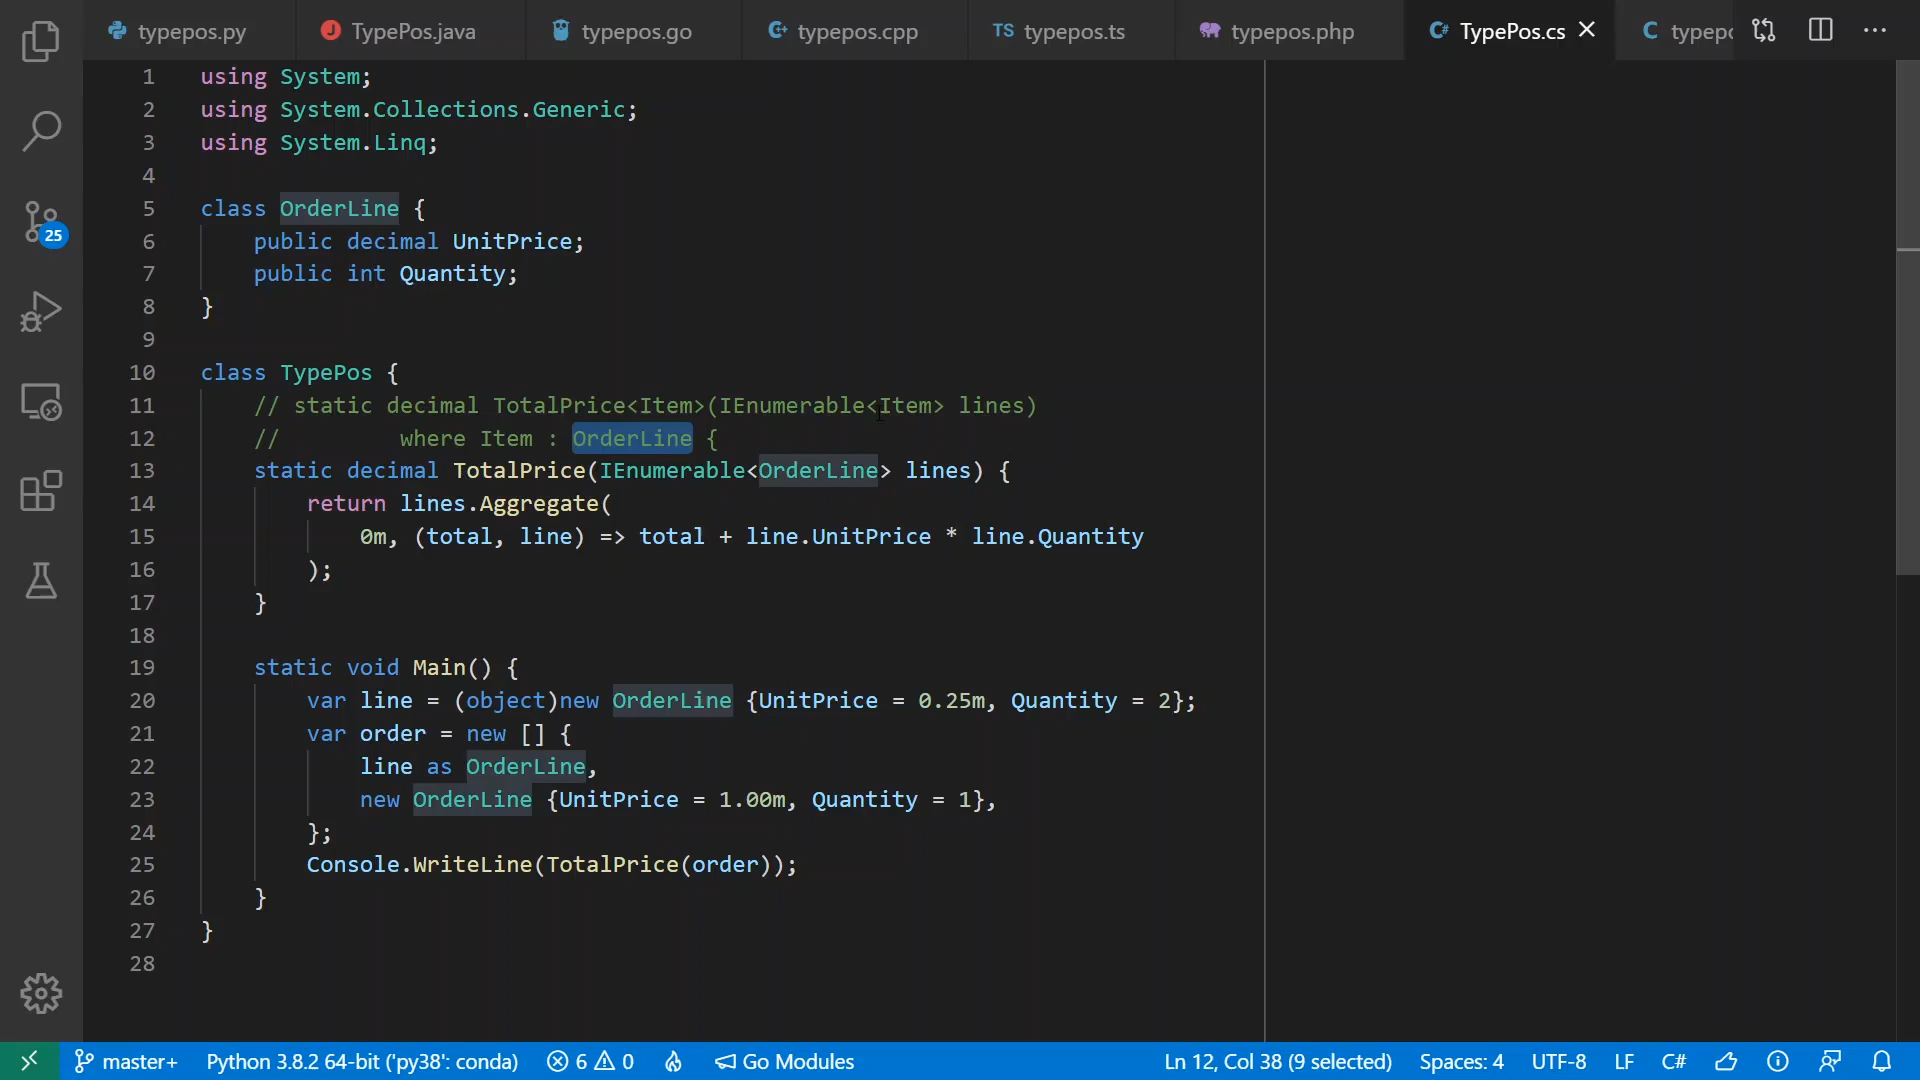 typepos.py TypePos.java typepos.go typepos.cpp TS typepos.ts typepos.php TypePos.cs C
1 using System;
2 using System.Collections.Generic;
3 using System.Linq;
4
5 class OrderLine {
6 public decimal UnitPrice;
7 public int Quantity;
8 }
9
10 class TypePos {
11 // static decimal TotalPrice<Item>(IEnumerable<Item> lines)
12 // where Item : OrderLine {
13 static decimal TotalPrice(IEnumerable<OrderLine> lines) {
14 return lines.Aggregate(
15 0m, (total, line) => total + line.UnitPrice * line.Quantity
16 );
17 }
18
19 static void Main() {
20 var line = (object)new OrderLine {UnitPrice = 0.25m, Quantity = 2};
21 var order = new [] {
22 line as OrderLine,
23 new OrderLine {UnitPrice = 1.00m, Quantity = 1},
24 };
25 Console.WriteLine(TotalPrice(order));
26 }
27 }
28
25
master+ Python 3.8.2 64-bit ('py38': conda) 6 0 Go Modules Ln 12, Col 38 (9 selected) Spaces: 4 UTF-8 LF C#